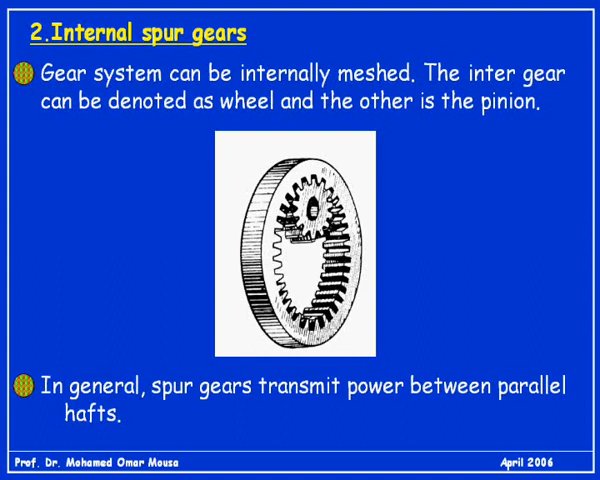 2.Internal spur gears
Gear system can be internally meshed. The inter gear
can be denoted as wheel and the other is the pinion.
In general, spur gears transmit power between parallel
hafts.
Prof. Dr. Mohamed Omar Mousa
April 2006